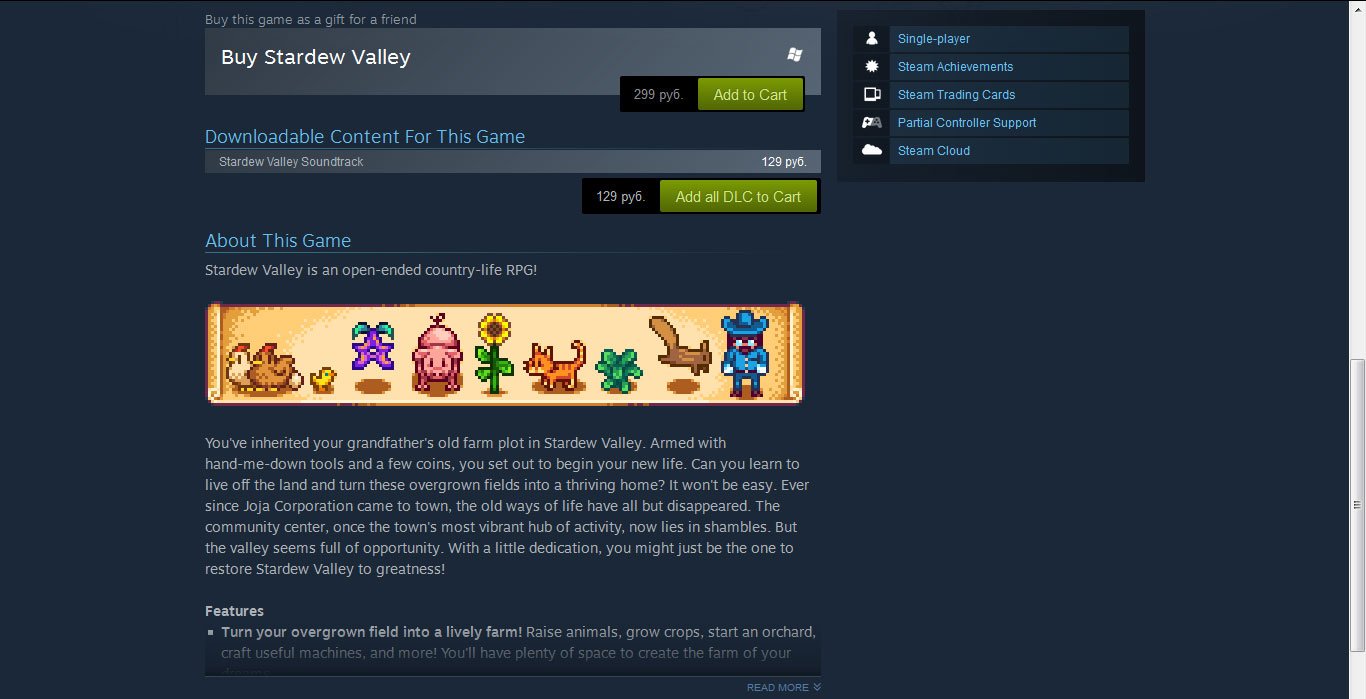 Buy this game as a gift for a friend
Buy Stardew Valley
299 руб.
Add to Cart
Downloadable Content For This Game
Stardew Valley Soundtrack
129 руб.
129 руб.
Add all DLC to Cart
About This Game
Stardew Valley is an open-ended country-life RPG!
You've inherited your grandfather's old farm plot in Stardew Valley. Armed with
hand-me-down tools and a few coins, you set out to begin your new life. Can you learn to
live off the land and turn these overgrown fields into a thriving home? It won't be easy. Ever
since Joja Corporation came to town, the old ways of life have all but disappeared. The
community center, once the town's most vibrant hub of activity, now lies in shambles. But
the valley seems full of opportunity. With a little dedication, you might just be the one to
restore Stardew Valley to greatness!
Features
Turn your overgrown field into a lively farm! Raise animals, grow crops, start an orchard,
craft useful machines, and more! You'll have plenty of space to create the farm of your
dreams.
READ MORE
Single-player
Steam Achievements
Steam Trading Cards
Partial Controller Support
Steam Cloud